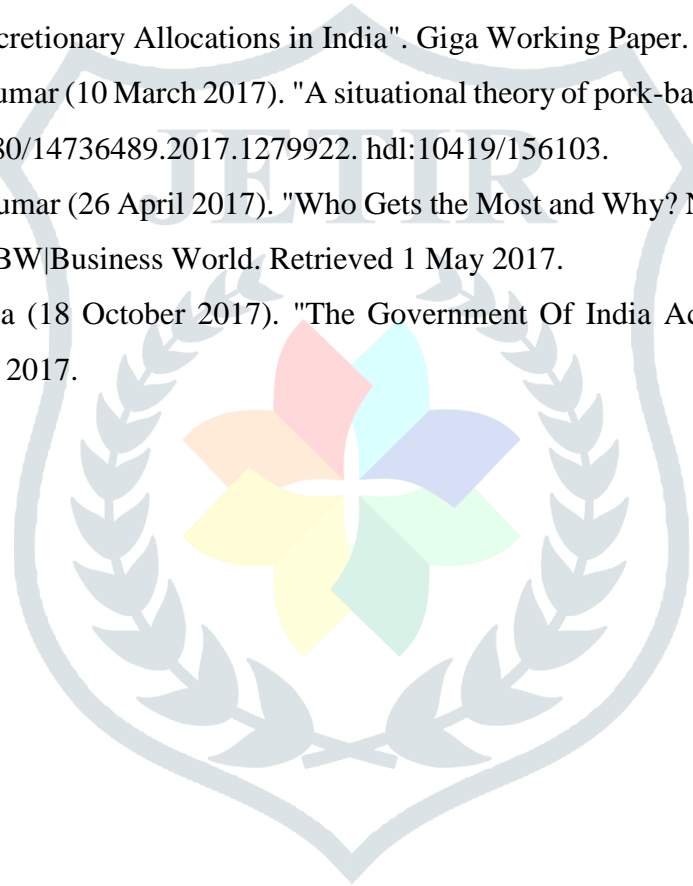 cretionary Allocations in India". Giga Working Paper.
umar (10 March 2017). "A situational theory of pork-ba
80/14736489.2017.1279922. hdl:10419/156103.
umar (26 April 2017). "Who Gets the Most and Why? N
BW|Business World. Retrieved 1 May 2017.
a (18 October 2017). "The Government Of India Ac
2017.
JETIR